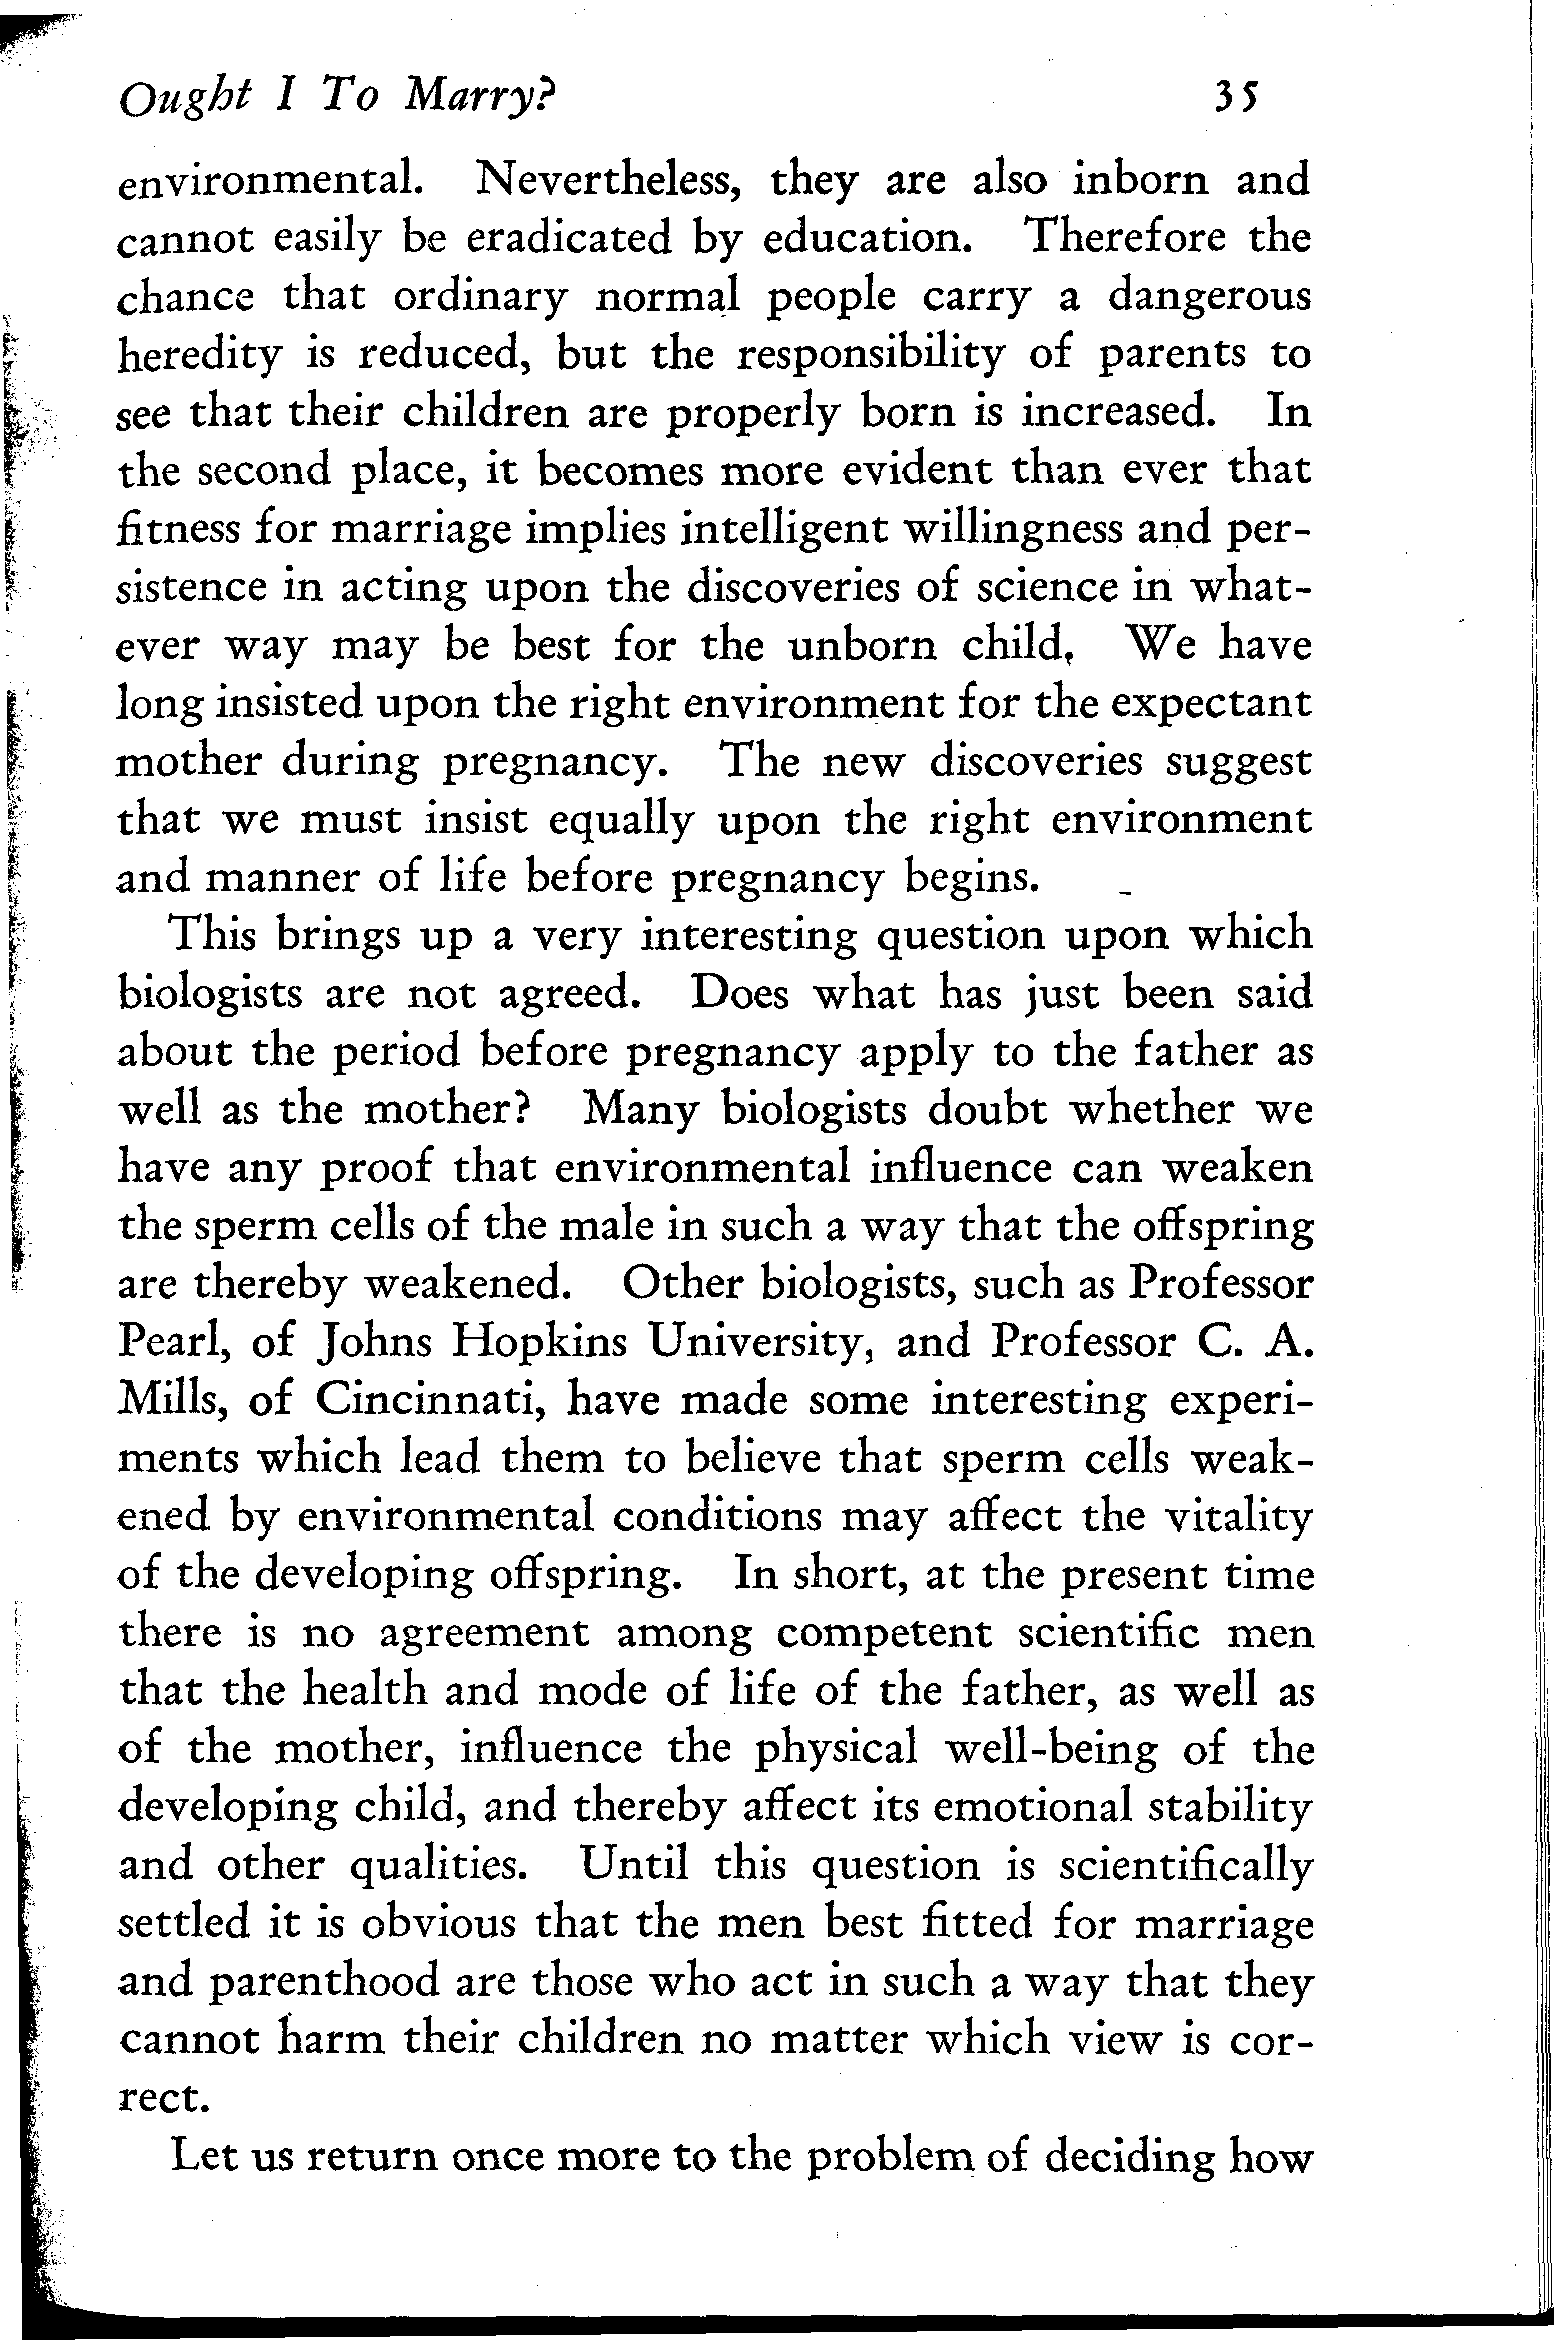 Ought I To Marry? 35
environmental. Nevertheless, they are also inborn and
cannot easily be eradicated by education. Therefore the
chance that ordinary normal people carry a dangerous
heredity is reduced, but the responsibility of parents to
see that their children are properly born is increased. In
the second place, it becomes more evident than ever that
fitness for marriage implies intelligent willingness and per-
sistence in acting upon the discoveries of science in what-
ever way may be best for the unborn child, We have
long insisted upon the right environment for the expectant
mother during pregnancy. The new discoveries suggest
that we must insist equally upon the right environment
and manner of life before pregnancy begins.
This brings up a very interesting question upon which
biologists are not agreed. Does what has just been said
about the period before pregnancy apply to the father as
well as the mother? Many biologists doubt whether we
have any proof that environmental influence can weaken
the sperm cells of the male in such a way that the offspring
are thereby weakened. Other biologists, such as Professor
Pearl, of Johns Hopkins University, and Professor C. A.
Mills, of Cincinnati, have made some interesting experi-
ments which lead them to believe that sperm cells weak-
ened by environmental conditions may affect the vitality
of the developing offspring. In short, at the present time
there is no agreement among competent scientific men
that the health and mode of life of the father, as well as
of the mother, influence the physical well-being of the
developing child, and thereby affect its emotional stability
and other qualities. Until this question is scientifically
settled it is obvious that the men best fitted for marriage
and parenthood are those who act in such a way that they
cannot harm their children no matter which view is cor-
rect.
Let us return once more to the problem of deciding how